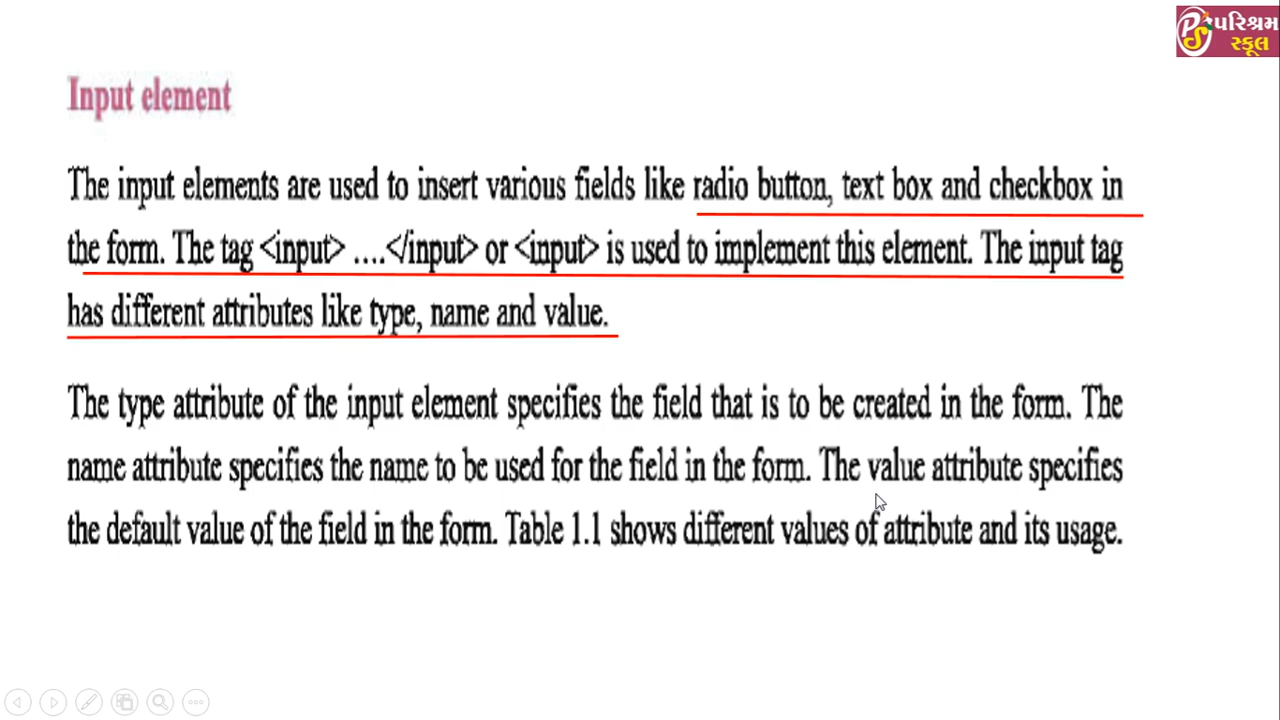 પરિશ્રમ
સ્કૂલ
Input element
The input elements are used to insert various fields like radio button, text box and checkbox in
the form. The tag <input> ….</input> or <input> is used to implement this element. The input tag
has different attributes like type, name and value.
The type attribute of the input element specifies the field that is to be created in the form. The
name attribute specifies the name to be used for the field in the form. The value attribute specifies
the default value of the field in the form. Table 1.1 shows different values of attribute and its usage.